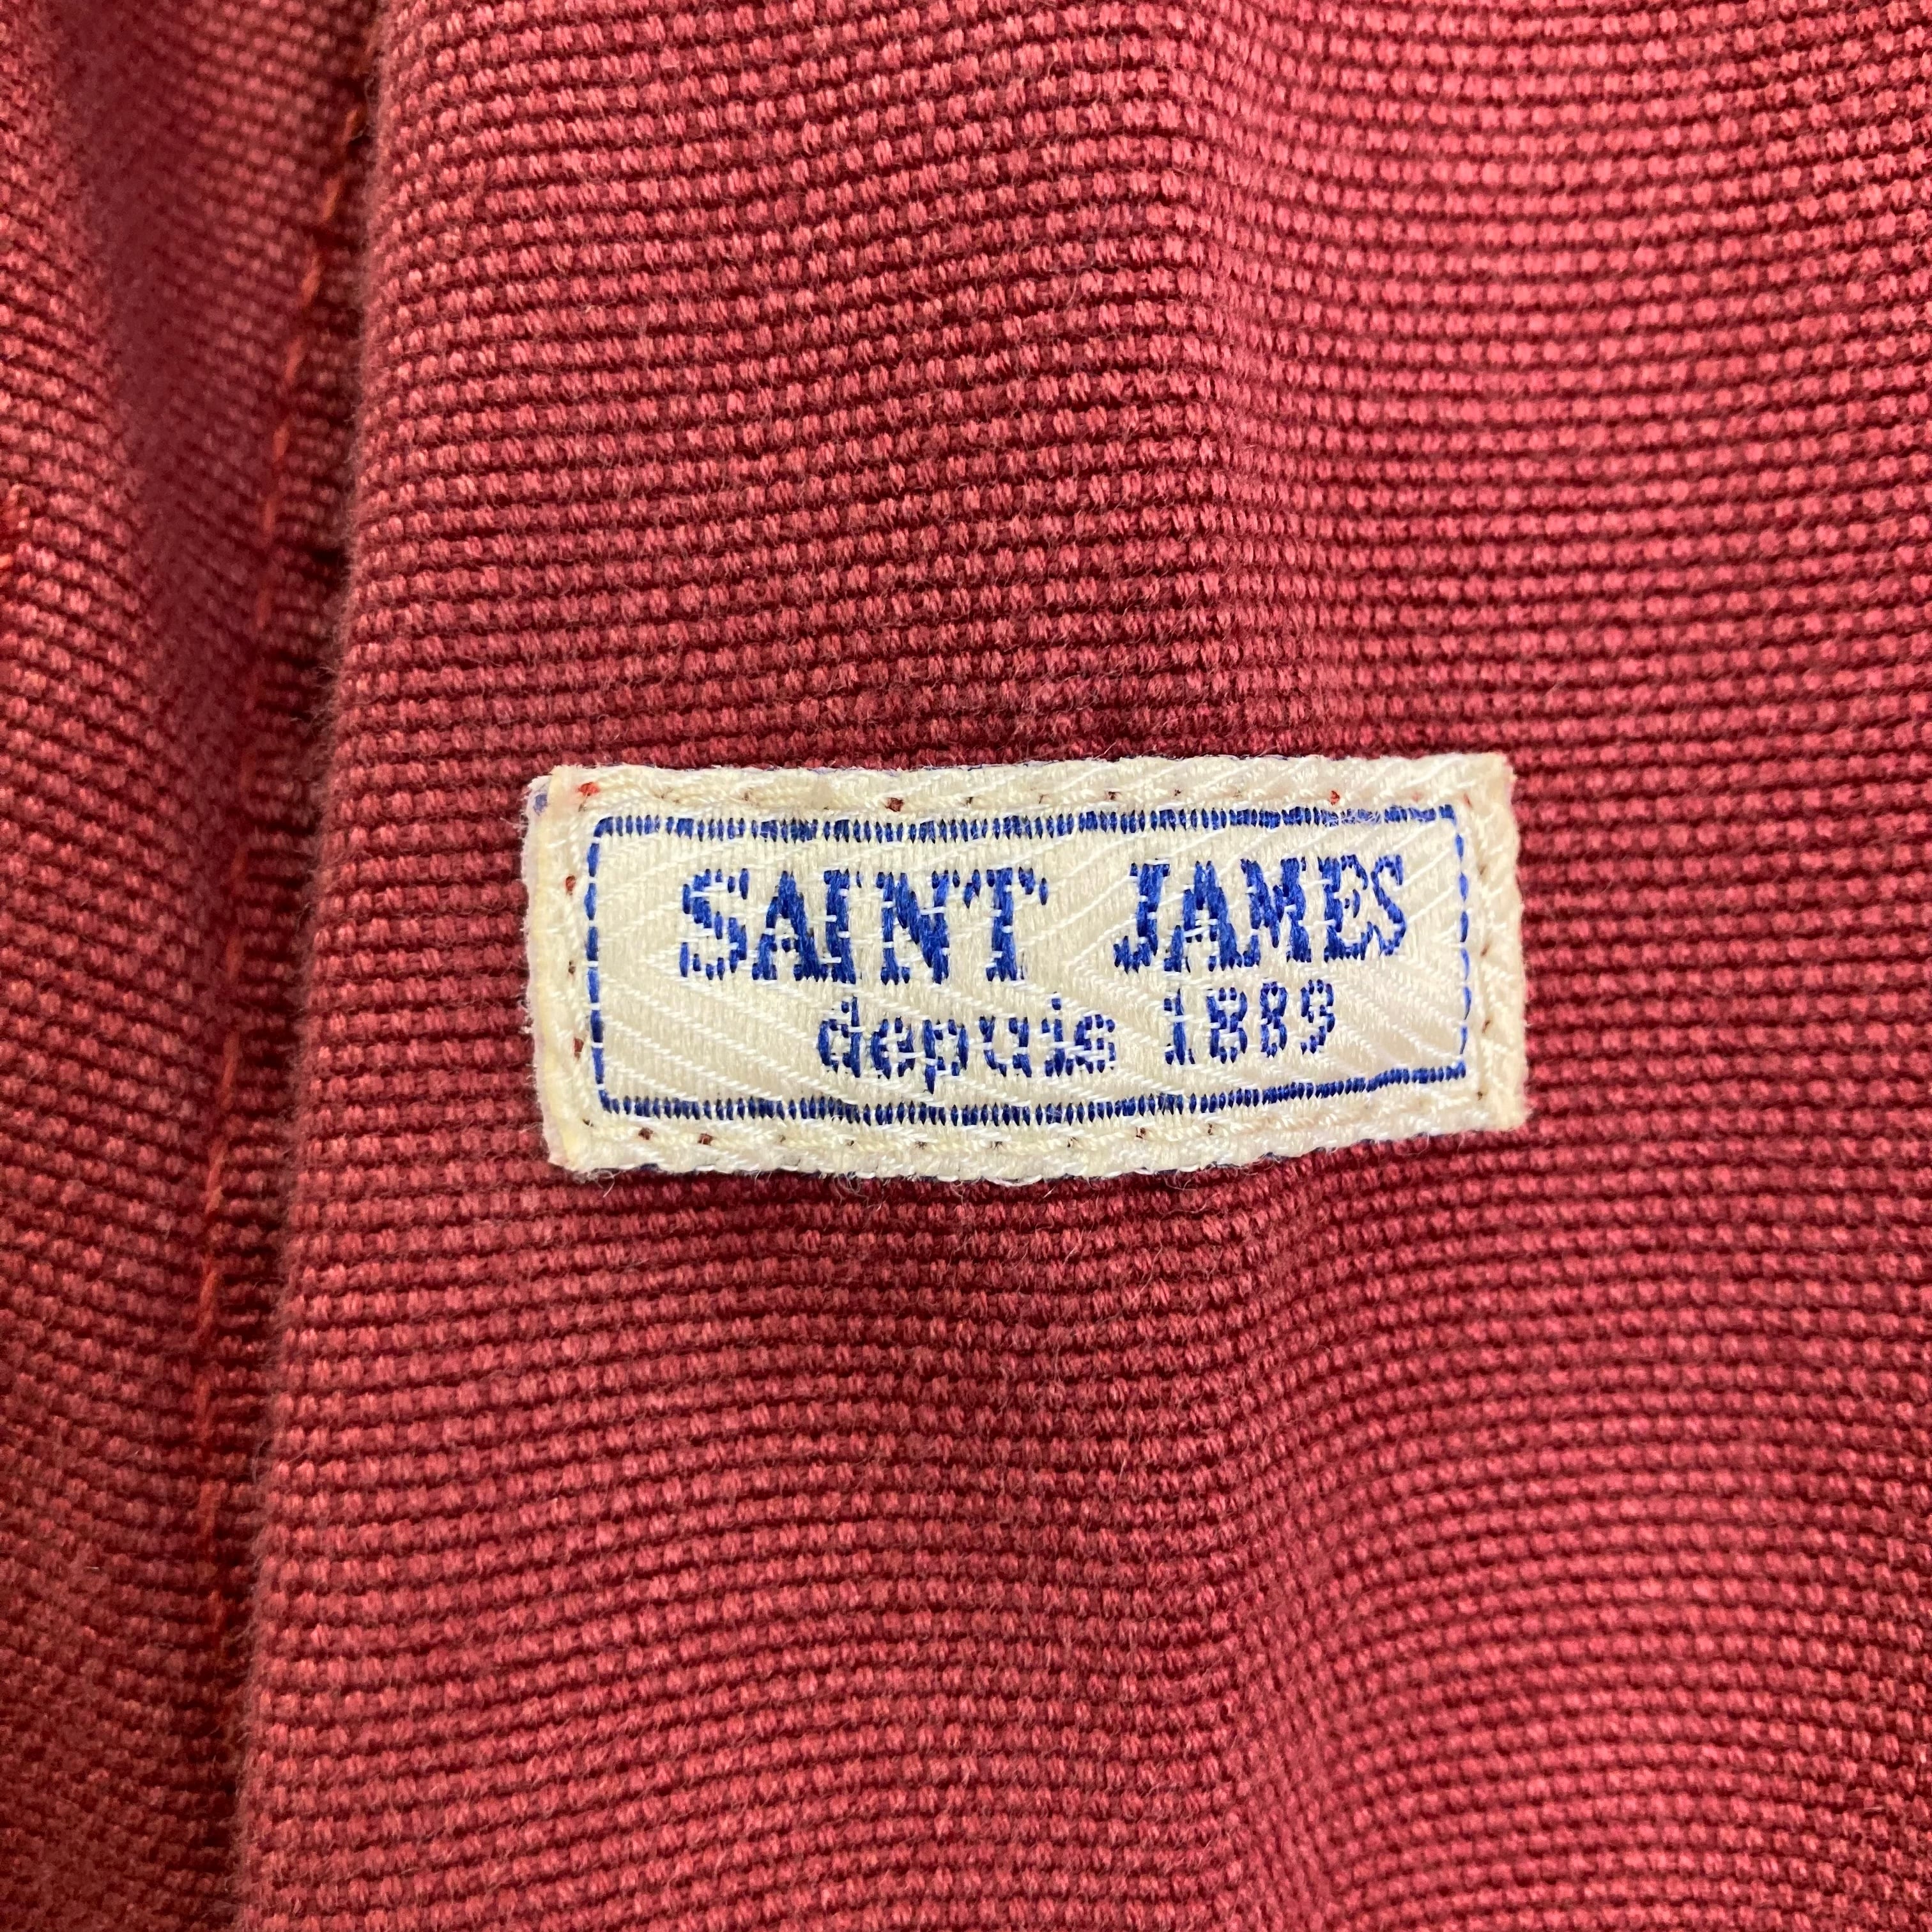 SAINT JAMES
depuis 1889